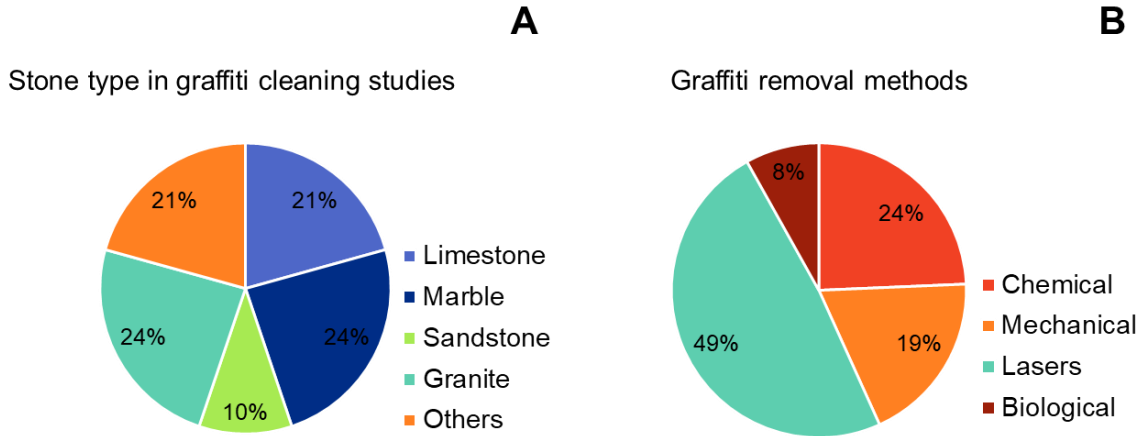 A
Stone type in graffiti cleaning studies
21%
21%
24%
24%
10%
Limestone
Marble
Sandstone
Granite
Others
B
Graffiti removal methods
8%
24%
49%
19%
Chemical
Mechanical
Lasers
Biological